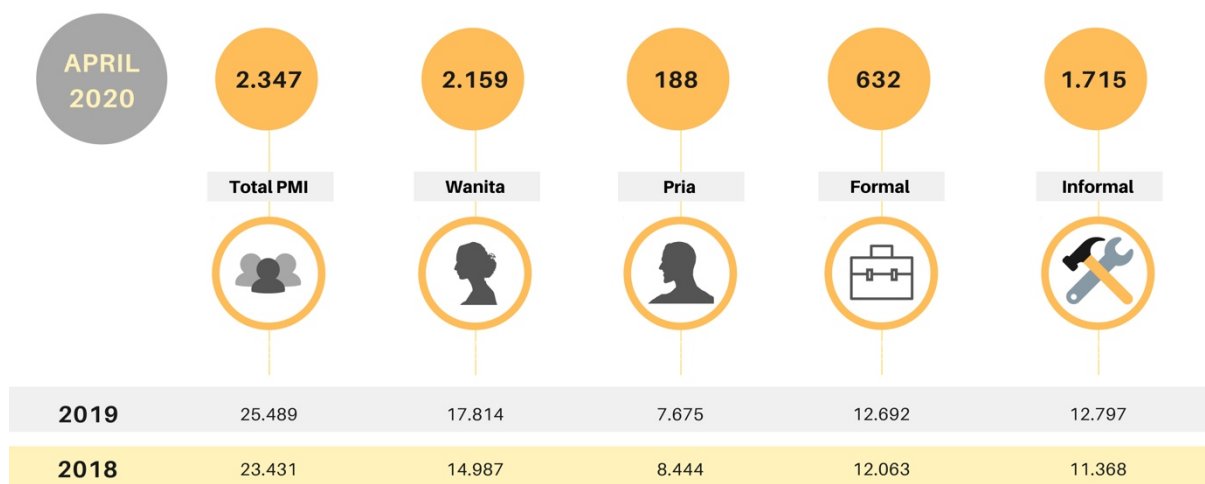 APRIL
2020
2.347
2.159
188
632
1.715
Total PMI
Wanita
Pria
Formal
Informal
2019 25.489 17.814 7.675 12.692 12.797
2018 23.431 14.987 8.444 12.063 11.368